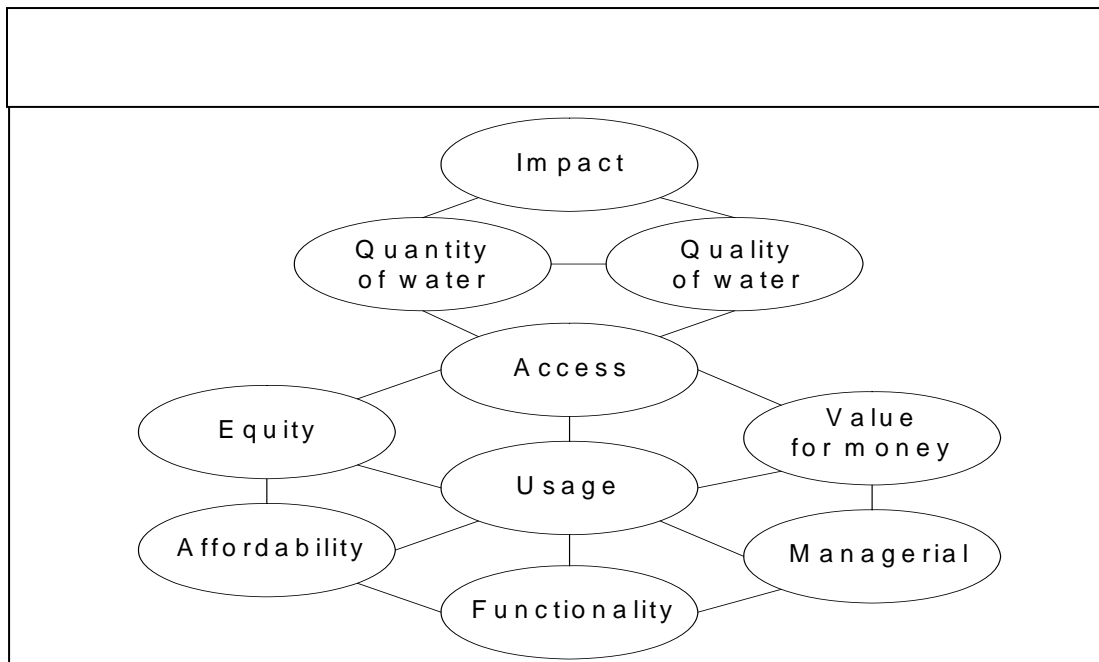 Impact
Quantity
of water
Quality
of water
Access
Equity
Value
for money
Usage
Affordability
Managerial
Functionality